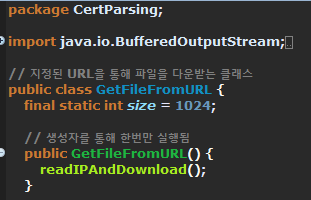 package CertParsing;
import java.io.BufferedOutputStream;
// 지정된 URL을 통해 파일을 다운받는 클래스
public class GetFileFromURL {
final static int size = 1024;
// 생성자를 통해 한번만 실행됨
public GetFileFromURL() {
readIPAndDownload();
}